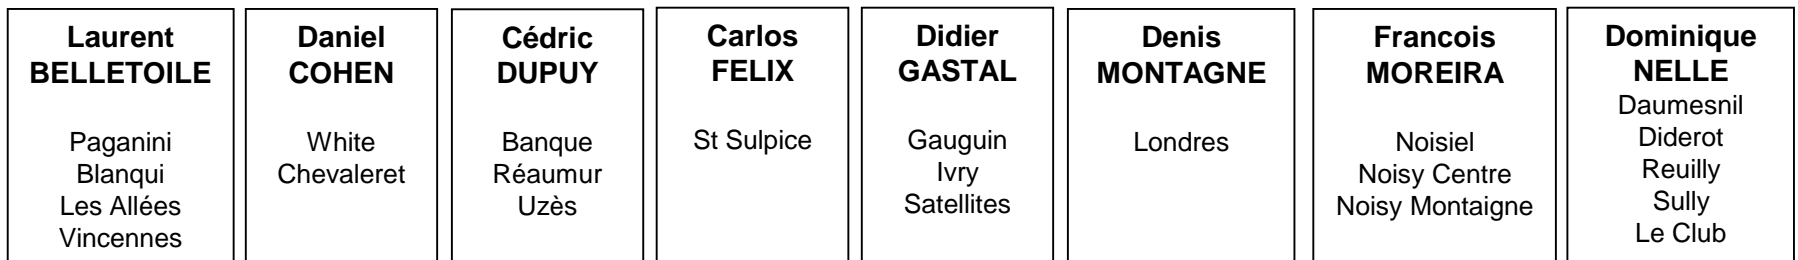 Laurent
BELLETOILE
Paganini
Blanqui
Les Allées
Vincennes
Daniel
COHEN
White
Chevaleret
Cédric
DUPUY
Banque
Réaumur
Uzès
Carlos
FELIX
St Sulpice
Didier
GASTAL
Gauguin
Ivry
Satellites
Denis
MONTAGNE
Londres
Francois
MOREIRA
Noisiel
Noisy Centre
Noisy Montaigne
Dominique
NELLE
Daumesnil
Diderot
Reuilly
Sully
Le Club